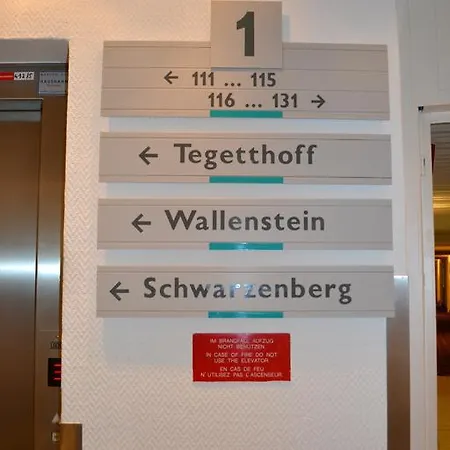 1
← 111 ... 115
116 ... 131 →
← Tegetthoff
← Wallenstein
← Schwarzenberg
IM BRANDFALL AUFZUG
NICHT BENÜTZEN
IN CASE OF FIRE DO NOT
USE THE ELEVATOR
EN CAS DE FEU
N'UTILISEZ PAS L'ASCENSEUR